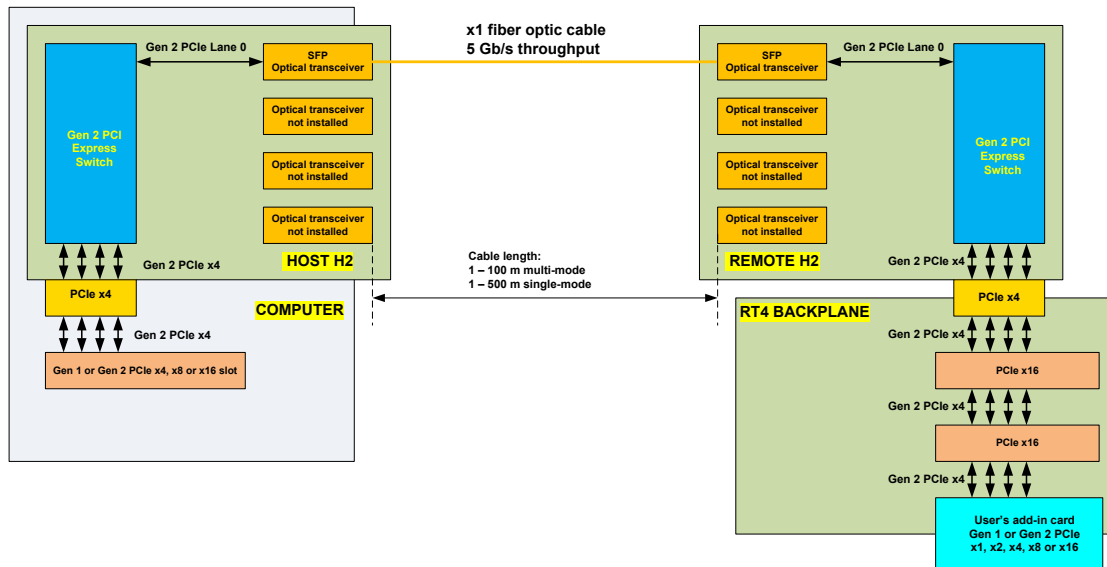 x1 fiber optic cable
5 Gb/s throughput
Gen 2 PCIe Lane 0
SFP
Optical transceiver
Optical transceiver
not installed
Optical transceiver
not installed
Optical transceiver
not installed
Gen 2 PCI
Express
Switch
HOST H2
Gen 2 PCIe x4
PCIe x4
COMPUTER
Gen 2 PCIe x4
Gen 1 or Gen 2 PCIe x4, x8 or x16 slot
Cable length:
1 – 100 m multi-mode
1 – 500 m single-mode
SFP
Optical transceiver
Gen 2 PCIe Lane 0
Optical transceiver
not installed
Optical transceiver
not installed
Optical transceiver
not installed
Gen 2 PCI
Express
Switch
REMOTE H2
Gen 2 PCIe x4
PCIe x4
RT4 BACKPLANE
Gen 2 PCIe x4
PCIe x16
Gen 2 PCIe x4
PCIe x16
Gen 2 PCIe x4
User's add-in card
Gen 1 or Gen 2 PCIe
x1, x2, x4, x8 or x16